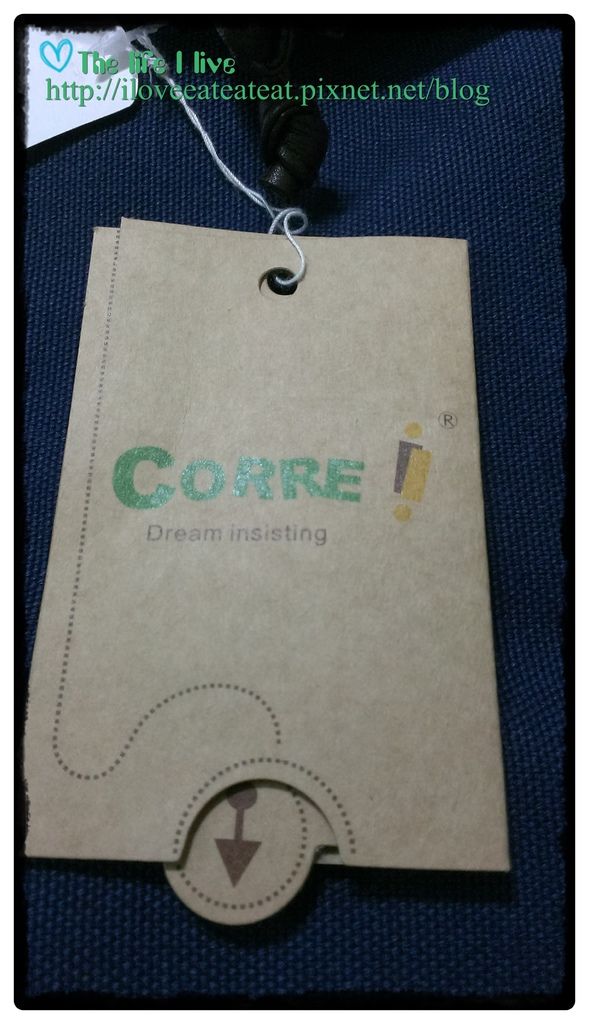 The life I live
http://iloveeateateat.pixnet.net/blog
CORRE ®
Dream insisting